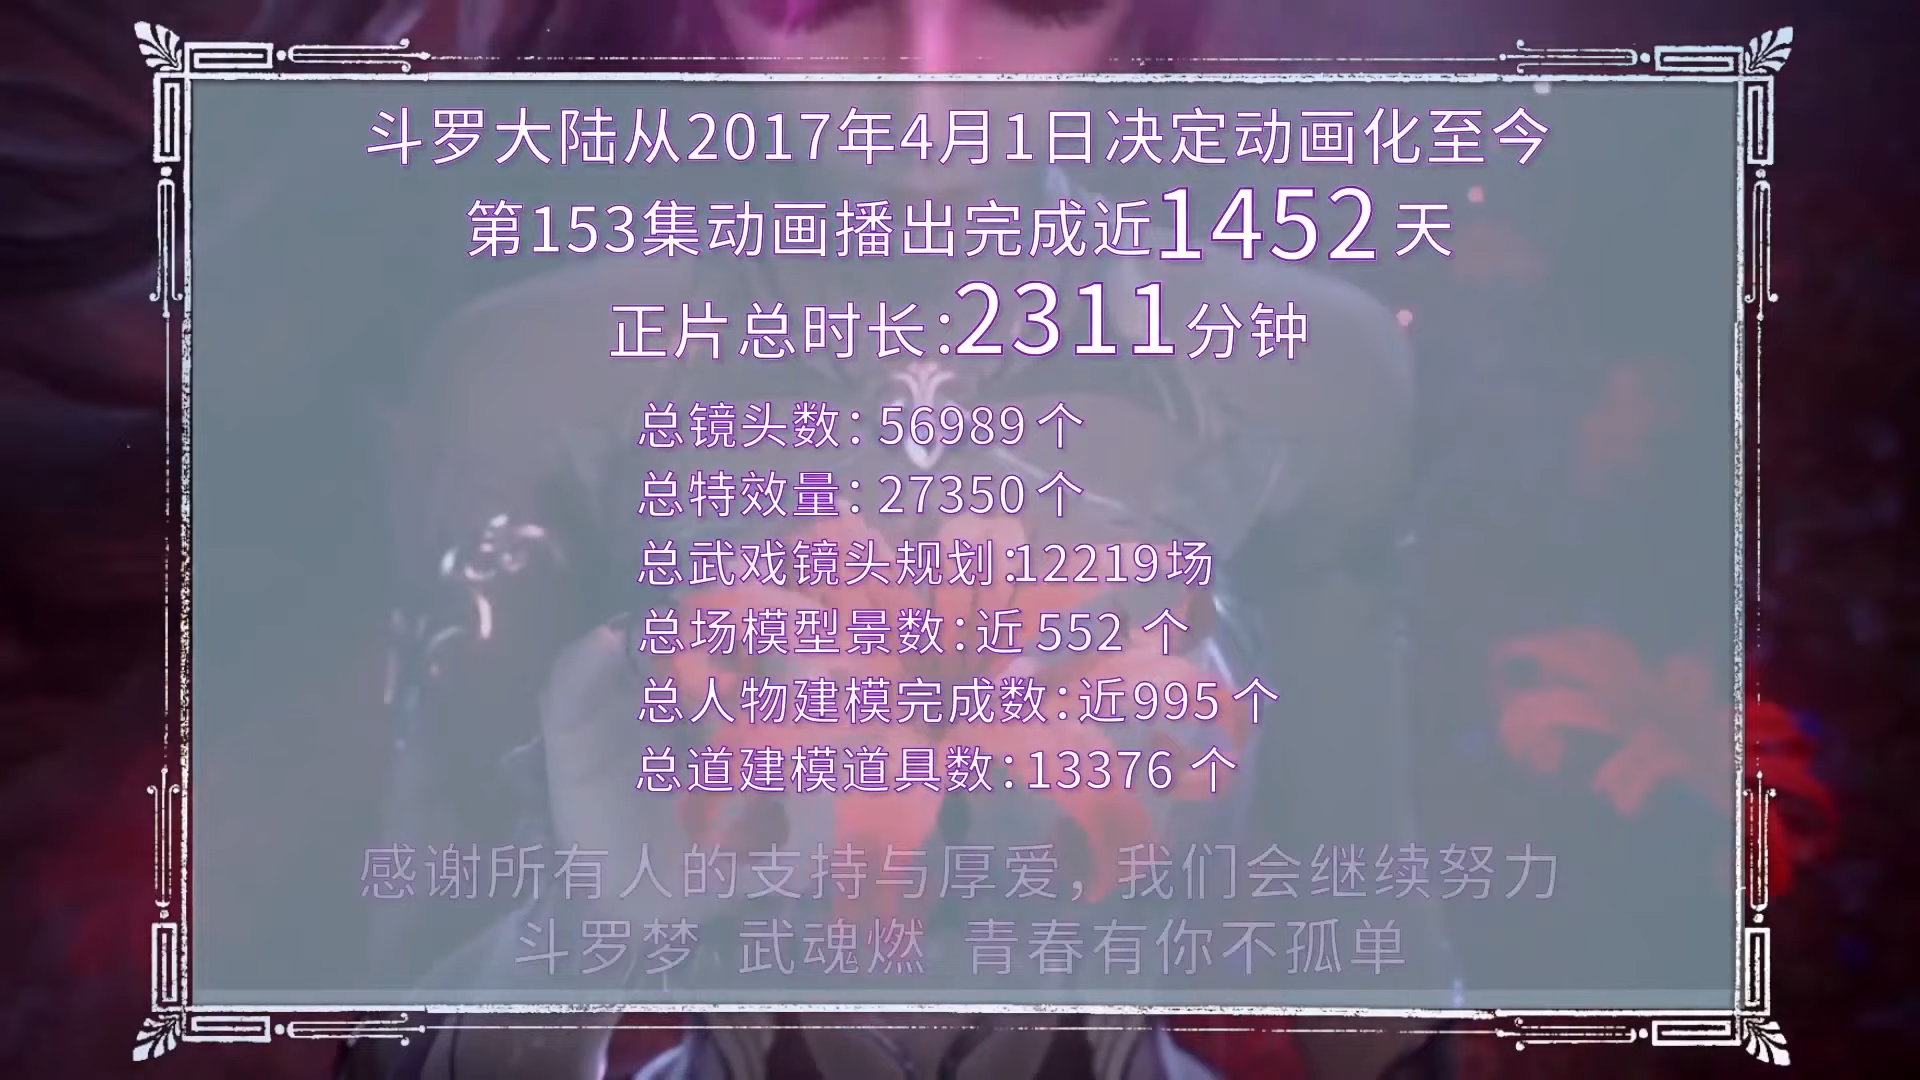 斗罗大陆从2017年4月1日决定动画化至今
第153集动画播出完成近1452天
正片总时长:2311分钟
总镜头数:56989个
总特效量:27350个
总武戏镜头规划:12219场
总场模型景数:近552个
总人物建模完成数:近995个
总道建模道具数:13376个
感谢所有人的支持与厚爱,我们会继续努力
斗罗梦 武魂燃 青春有你不孤单